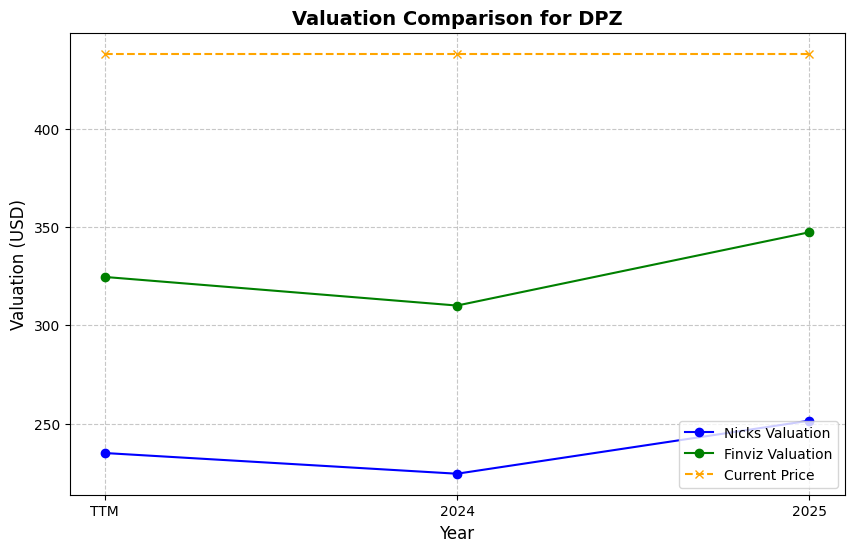 Valuation Comparison for DPZ
Valuation (USD)
400
350
300
250
Nicks Valuation
Finviz Valuation
Current Price
TTM 2024 2025
Year